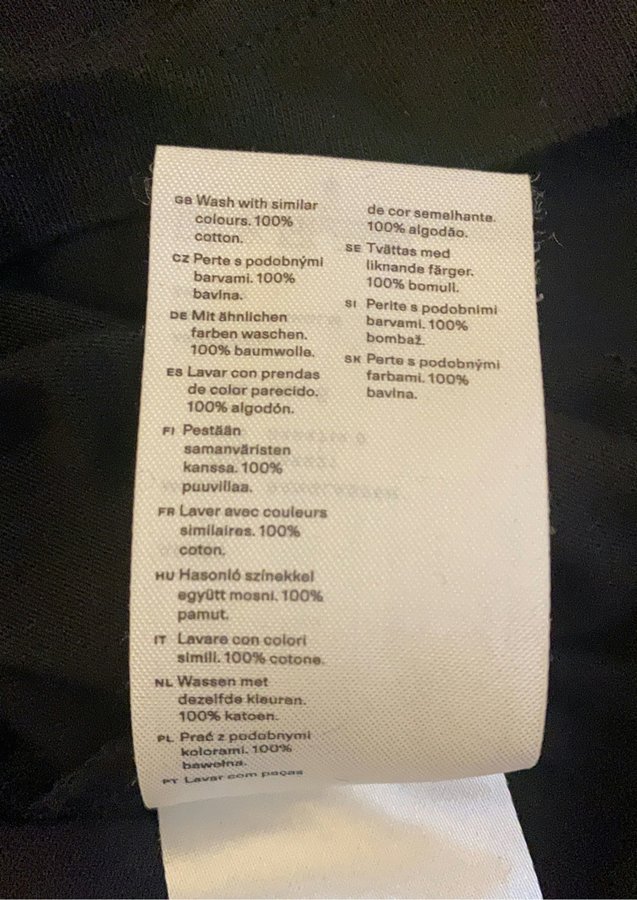 GB Wash with similar
colours. 100%
cotton.
CZ Perte s podobnými
barvami. 100%
bavlna.
DE Mit ähnlichen
farben waschen.
100% baumwolle.
ES Lavar con prendas
de color parecido.
100% algodón.
FI Pestään
samanväristen
kanssa. 100%
puuvillaa.
FR Laver avec couleurs
similaires. 100%
coton.
HU Hasonló színekkel
együtt mosni. 100%
pamut.
IT Lavare con colori
simili. 100% cotone.
NL Wassen met
dezelfde kleuren.
100% katoen.
PL Prać z podobnymi
kolorami. 100%
bawełna.
PT Lavar com peças
de cor semelhante.
100% algodão.
SE Tvättas med
liknande färger.
100% bomull.
SI Perite s podobnimi
barvami. 100%
bombaž.
SK Perte s podobnými
farbami. 100%
bavlna.